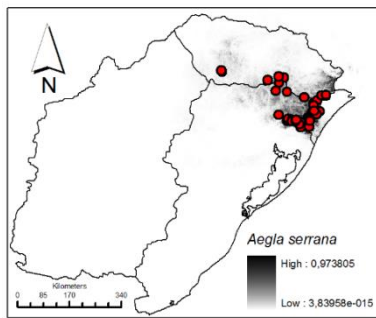 N
Aegla serrana
High : 0,973805
Low : 3,83958e-015
Kilometers
0 85 170 340